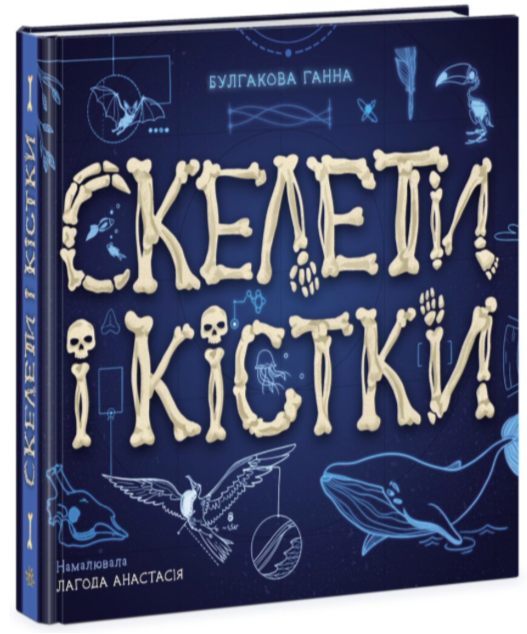 БУЛГАКОВА ГАННА
СКЕЛЕТИ
І КІСТКИ
Намалювала
ЛАГОДА АНАСТАСІЯ
СКЕЛЕТИ І КІСТКИ